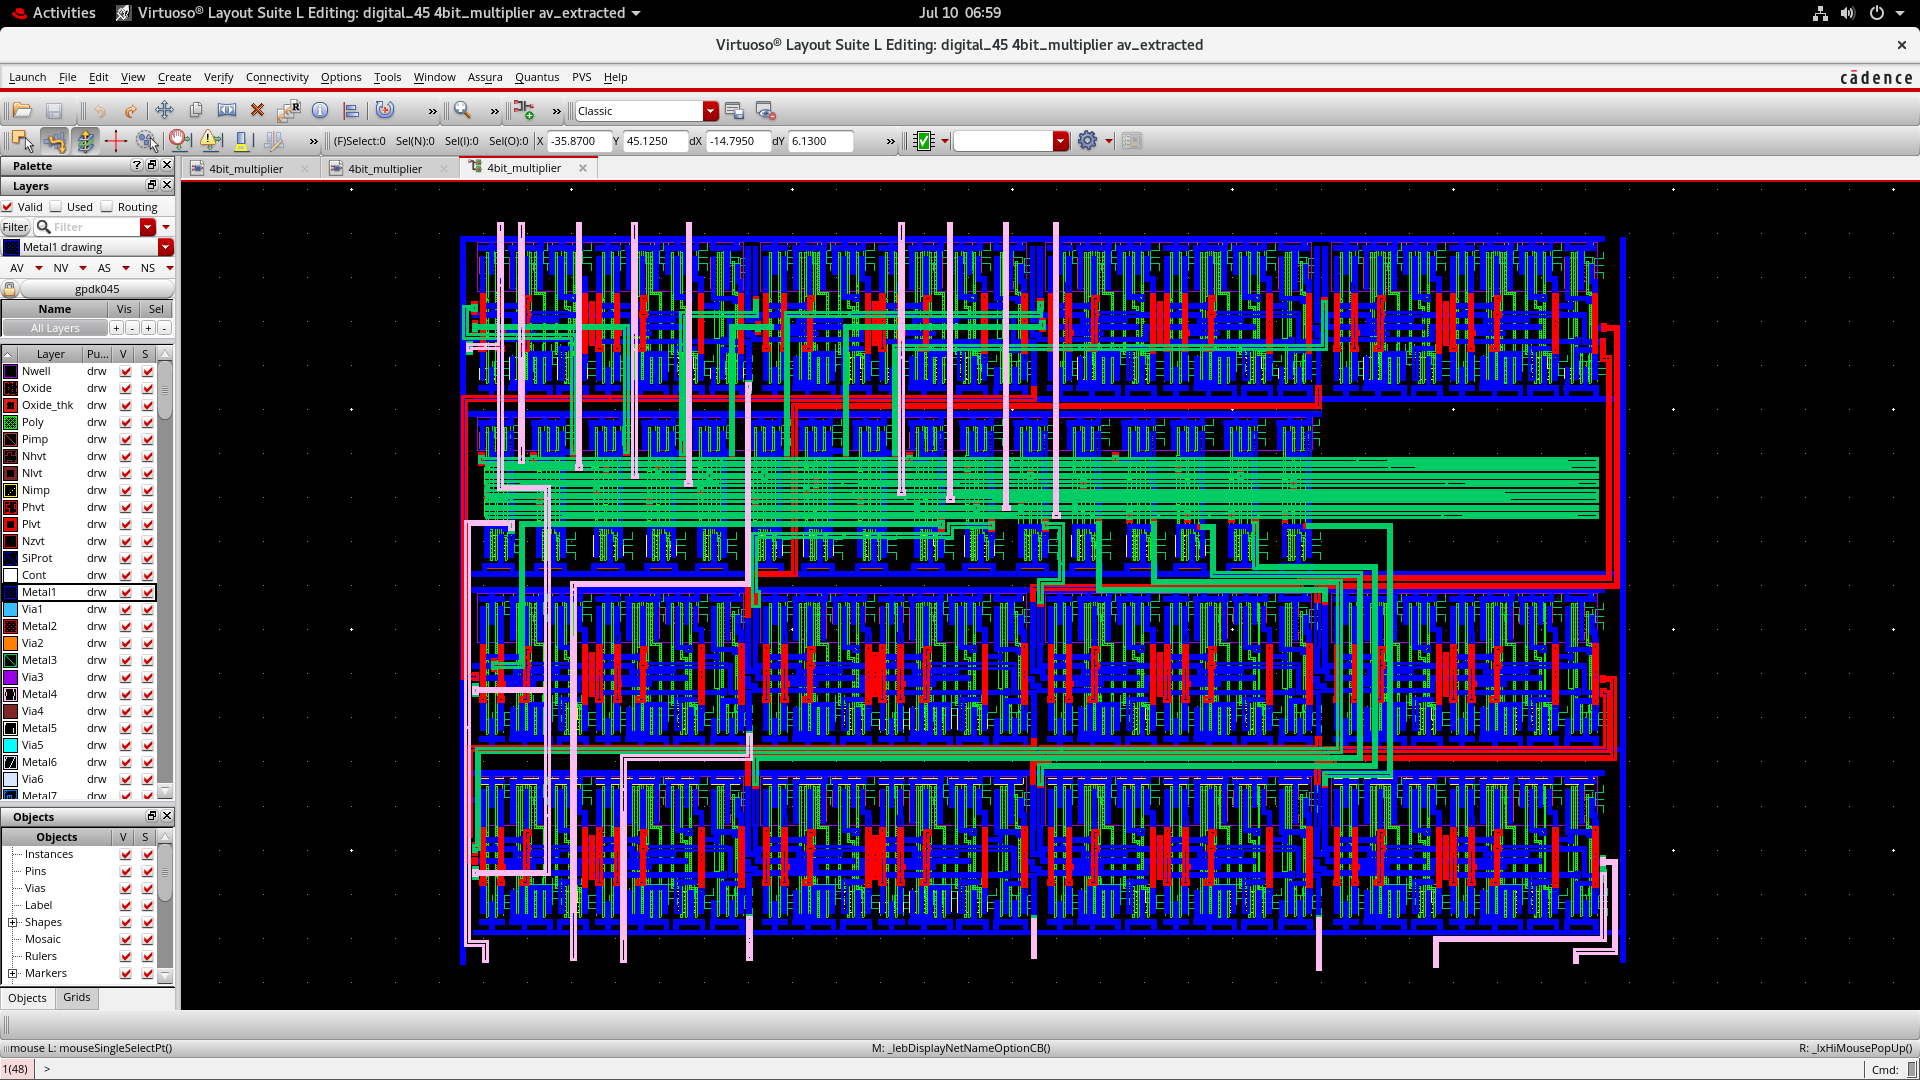 Activities Virtuoso® Layout Suite L Editing: digital_45 4bit_multiplier av_extracted Jul 10 06:59
Virtuoso® Layout Suite L Editing: digital_45 4bit_multiplier av_extracted ×
Launch File Edit View Create Verify Connectivity Options Tools Window Assura Quantus PVS Help cādence
» » » Classic
» (F)Select:0 Sel(N):0 Sel(I):0 Sel(O):0 X -35.8700 Y 45.1250 dX -14.7950 dY 6.1300 »
Palette ?
4bit_multiplier 4bit_multiplier 4bit_multiplier
Layers
Valid Used Routing
Filter Filter
Metal1 drawing
AV NV AS NS
gpdk045
Name Vis Sel
All Layers + - + -
Layer Pu... V S
Nwell drw
Oxide drw
Oxide_thk drw
Poly drw
Pimp drw
Nhvt drw
Nlvt drw
Nimp drw
Phvt drw
Plvt drw
Nzvt drw
SiProt drw
Cont drw
Metal1 drw
Via1 drw
Metal2 drw
Via2 drw
Metal3 drw
Via3 drw
Metal4 drw
Via4 drw
Metal5 drw
Via5 drw
Metal6 drw
Via6 drw
Metal7 drw
Objects
Objects V S
Instances
Pins
Vias
Label
Shapes
Mosaic
Rulers
Markers
Objects Grids
mouse L: mouseSingleSelectPt() M: _lebDisplayNetNameOptionCB() R: _lxHiMousePopUp()
1(48) > Cmd: